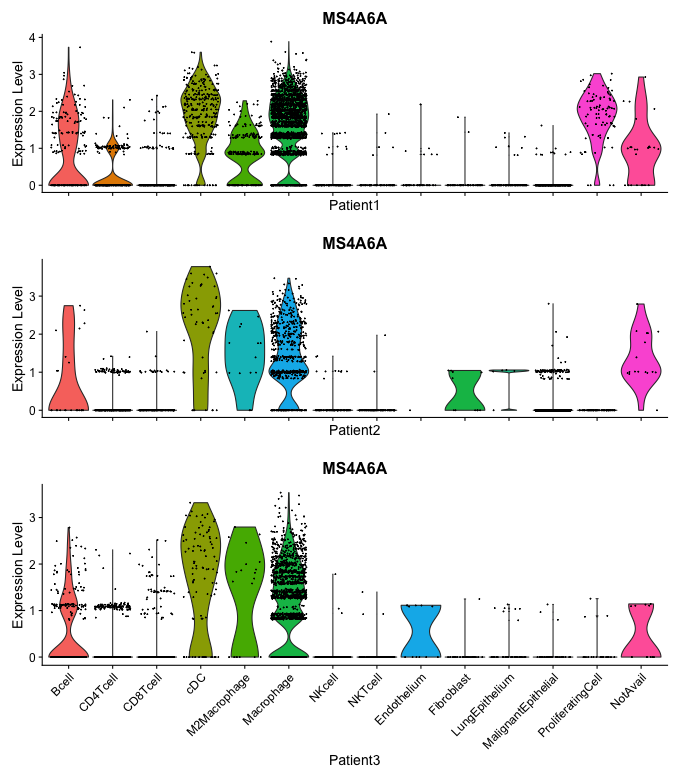 MS4A6A
Expression Level
4
3
2
1
0
Patient1
MS4A6A
Expression Level
3
2
1
0
Patient2
MS4A6A
Expression Level
3
2
1
0
Bcell
CD4Tcell
CD8Tcell
cDC
M2Macrophage
Macrophage
NKcell
NKTcell
Endothelium
Fibroblast
LungEpithelium
MalignantEpithelial
ProliferatingCell
NotAvail
Patient3